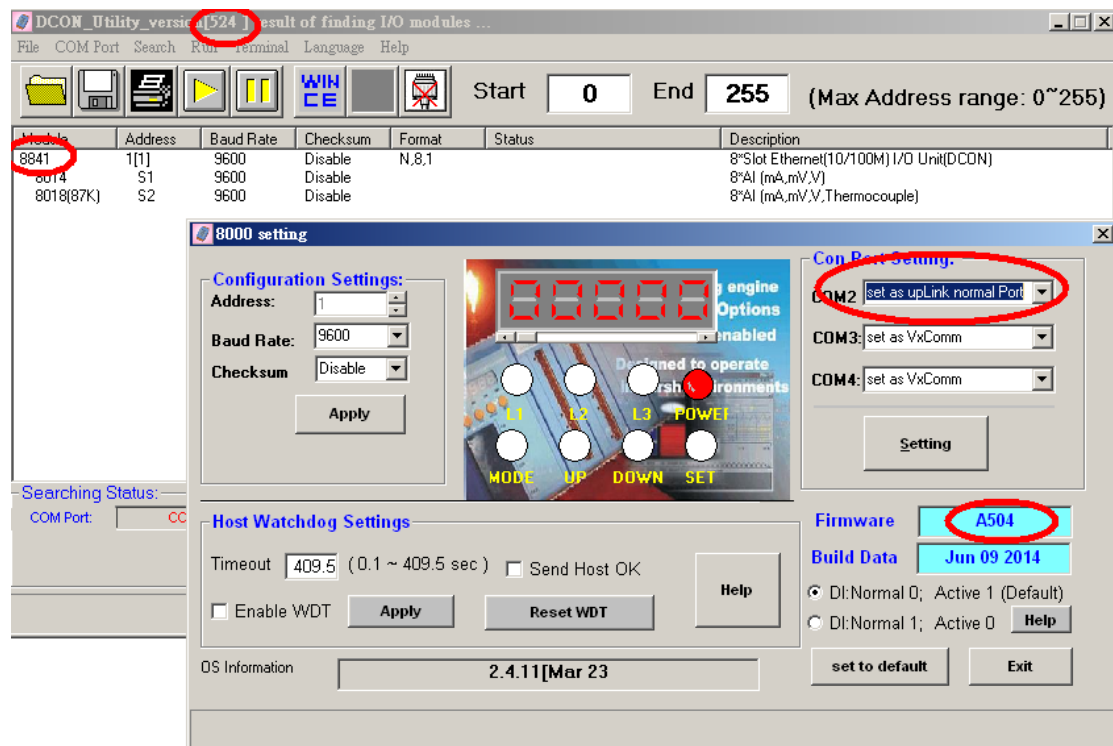 DCON_Utility_version[524 ] result of finding I/O modules ...
File COM Port Search Run Terminal Language Help
WIN CE Start 0 End 255 (Max Address range: 0~255)
Module Address Baud Rate Checksum Format Status Description
8841 1[1] 9600 Disable N,8,1 8*Slot Ethernet(10/100M) I/O Unit(DCON)
8014 S1 9600 Disable 8*AI (mA,mV,V)
8018(87K) S2 9600 Disable 8*AI (mA,mV,V,Thermocouple)
8000 setting
Configuration Settings:
Address: 1
Baud Rate: 9600
Checksum Disable
Apply
engine
Options
enabled
Designed to operate
ironments
L1 L2 L3 POWER
MODE UP DOWN SET
Com Port Setting:
COM2 set as upLink normal Port
COM3: set as VxComm
COM4: set as VxComm
Setting
Searching Status:
COM Port: CO
Host Watchdog Settings
Timeout 409.5 ( 0.1 ~ 409.5 sec ) Send Host OK
Enable WDT Apply Reset WDT Help
Firmware A504
Build Data Jun 09 2014
DI:Normal 0; Active 1 (Default)
DI:Normal 1; Active 0 Help
OS Information 2.4.11[Mar 23
set to default Exit